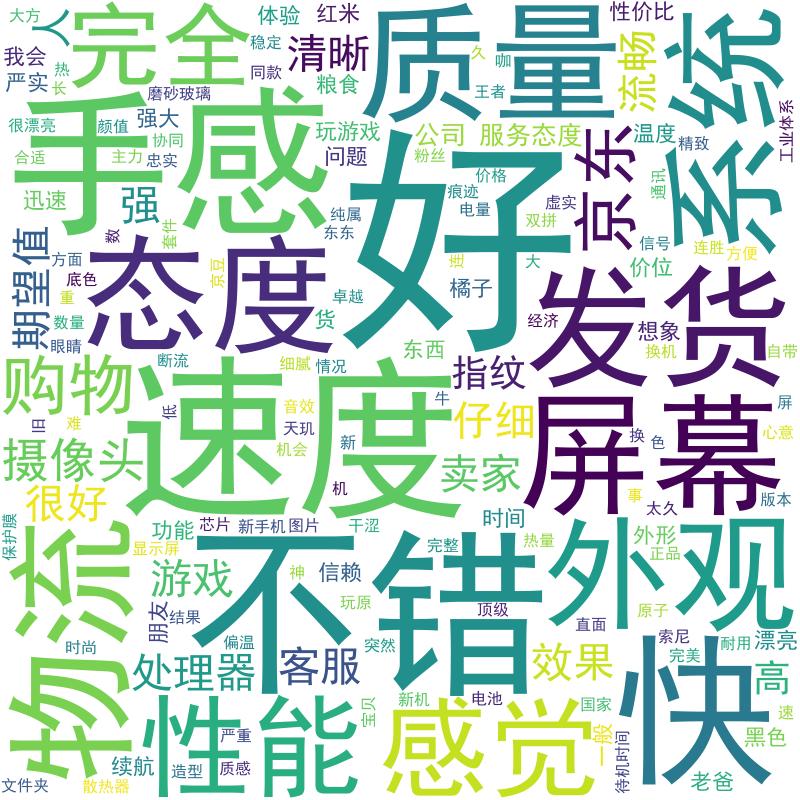 大方
人
完全
体验
红米
稳定
清晰
同款
粮食
质量
久
咖
王者
性价比
流畅
系统
工业体系
我会
严实
热
长
磨砂玻璃
很漂亮
颜值
强大
协同
合适
主力
忠实
迅速
手感
强
玩游戏
问题
公司
服务态度
粉丝
价格
痕迹
电量
好
双拼
虚实
京东
温度
精致
通讯
信号
连胜
方便
大
价位
橘子
进
纯属
东东
卓越
货
期望值
方面
底色
重
数量
眼睛
数
套件
态度
京豆
细腻
情况
东西
发货
经济
想象
换机
自带
购物
断流
旧
难
低
速度
音效
天玑
机会
新
机
牛
指纹
仔细
屏幕
换
色
屏
心意
事
太久
版本
摄像头
很好
卖家
时间
保护膜
功能
显示屏
芯片
新手机
图片
干涩
完整
热量
外形
正品
外观
物流
游戏
不错
神
信赖
玩原
顶级
直面
原子
朋友
结果
偏温
突然
时尚
处理器
客服
效果
索尼
完美
耐用
漂亮
快
高
速
黑色
老爸
性能
严重
质感
续航
造型
文件夹
散热器
宝贝
新机
电池
感觉
国家
一般
待机时间